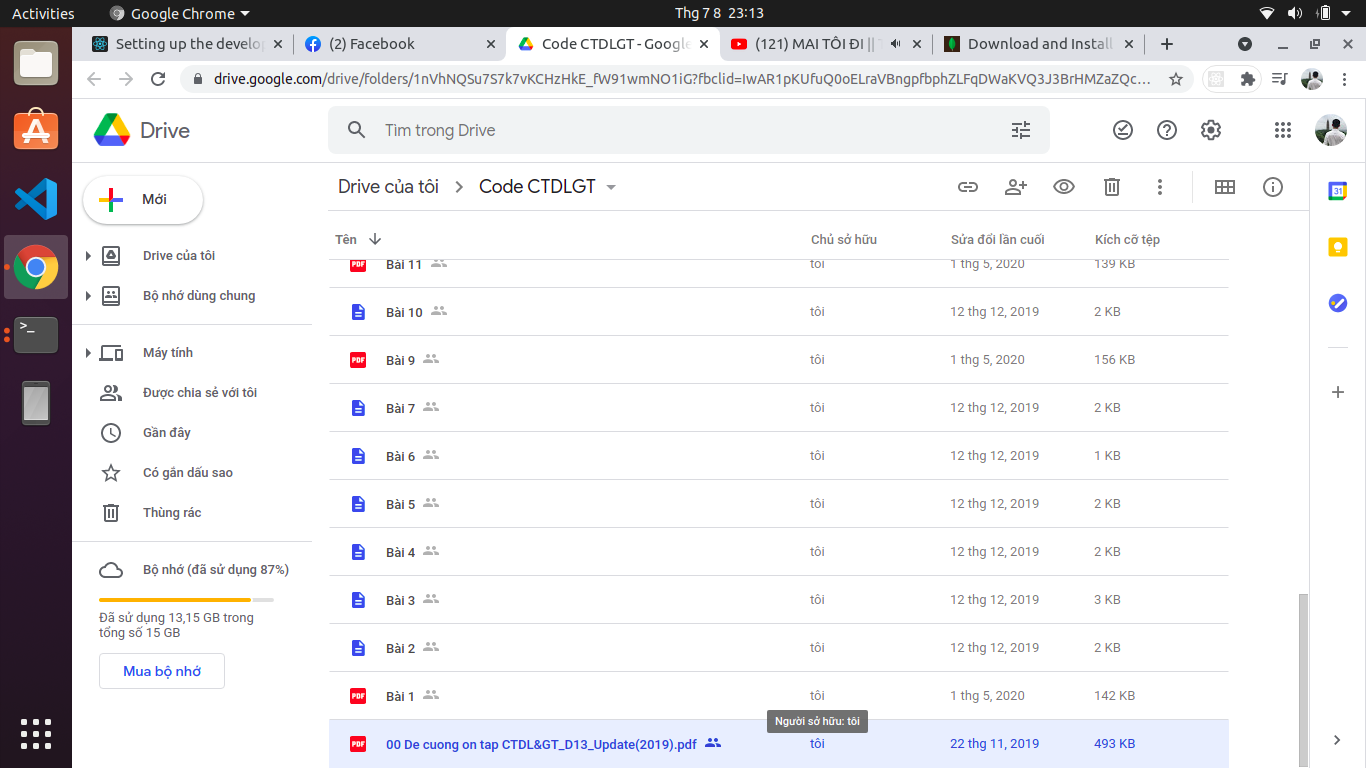 Activities
Google Chrome
Thg 7 8 23:13
Setting up the develo
(2) Facebook
Code CTDLGT - Google
(121) MAI TÔI ĐI || T
Download and Install
drive.google.com/drive/folders/1nVhNQSu7S7k7vKCHzHkE_fW91wmNO1iG?fbclid=IwAR1pKUfuQ0oELraVBngpfbphZLFqDWaKVQ3J3BrHMZaZQc...
Drive
Tìm trong Drive
Mới
Drive của tôi
Bộ nhớ dùng chung
Máy tính
Được chia sẻ với tôi
Gần đây
Có gắn dấu sao
Thùng rác
Bộ nhớ (đã sử dụng 87%)
Đã sử dụng 13,15 GB trong
tổng số 15 GB
Mua bộ nhớ
Drive của tôi > Code CTDLGT
Tên Chủ sở hữu Sửa đổi lần cuối Kích cỡ tệp
PDF Bài 11 tôi 1 thg 5, 2020 139 KB
Bài 10 tôi 12 thg 12, 2019 2 KB
PDF Bài 9 tôi 1 thg 5, 2020 156 KB
Bài 7 tôi 12 thg 12, 2019 2 KB
Bài 6 tôi 12 thg 12, 2019 1 KB
Bài 5 tôi 12 thg 12, 2019 2 KB
Bài 4 tôi 12 thg 12, 2019 2 KB
Bài 3 tôi 12 thg 12, 2019 3 KB
Bài 2 tôi 12 thg 12, 2019 2 KB
PDF Bài 1 tôi 1 thg 5, 2020 142 KB
Người sở hữu: tôi
PDF 00 De cuong on tap CTDL&GT_D13_Update(2019).pdf tôi 22 thg 11, 2019 493 KB
31